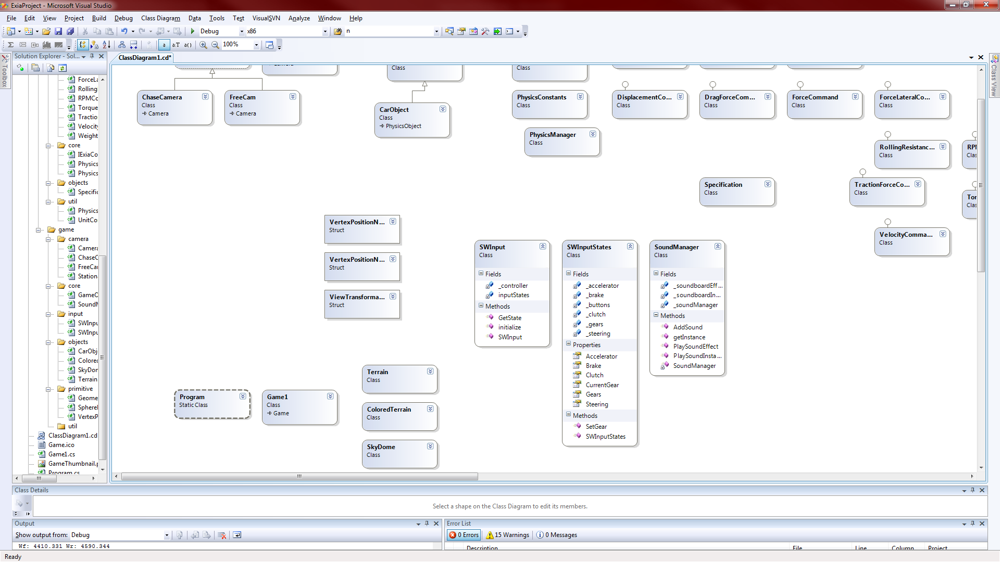 ExiaProject - Microsoft Visual Studio
File Edit View Project Build Debug Class Diagram Data Tools Test VisualSVN Analyze Window Help
Debug x86 n
a a:T a() 100%
Toolbox
Solution Explorer - Sol...
ForceLa
Rolling
RPMCo
Torque
Tractio
Velocity
Weight
core
IExiaCo
Physics
Physics
objects
Specific
util
Physics
UnitCo
game
camera
Camera
ChaseC
FreeCar
Station
core
GameC
SoundM
input
SWInpu
SWInpu
objects
CarObj
Colored
SkyDon
Terrain
primitive
Geome
SphereI
VertexP
util
ClassDiagram1.cd
Game.ico
Game1.cs
GameThumbnail.p
Program.cs
ClassDiagram1.cd*
Class View
Camera
Class
Class
ChaseCamera
Class
Camera
FreeCam
Class
Camera
CarObject
Class
PhysicsObject
PhysicsConstants
Class
PhysicsManager
Class
DisplacementCo...
Class
DragForceCom...
Class
ForceCommand
Class
ForceLateralCo...
Class
RollingResistanc...
Class
RPI
Clas
Specification
Class
TractionForceCo...
Class
Tor
Clas
VelocityComma...
Class
VertexPositionN...
Struct
VertexPositionN...
Struct
ViewTransforma...
Struct
SWInput
Class
Fields
_controller
inputStates
Methods
GetState
initialize
SWInput
SWInputStates
Class
Fields
_accelerator
_brake
_buttons
_clutch
_gears
_steering
Properties
Accelerator
Brake
Clutch
CurrentGear
Gears
Steering
Methods
SetGear
SWInputStates
SoundManager
Class
Fields
_soundboardEff...
_soundboardIn...
_soundManager
Methods
AddSound
getInstance
PlaySoundEffect
PlaySoundInsta...
SoundManager
Program
Static Class
Game1
Class
Game
Terrain
Class
ColoredTerrain
Class
SkyDome
Class
Class Details
Select a shape on the Class Diagram to edit its members.
Output
Show output from: Debug
Wf: 4410.331 Wr: 4590.344
Error List
0 Errors 15 Warnings 0 Messages
Description File Line Column Project
Ready